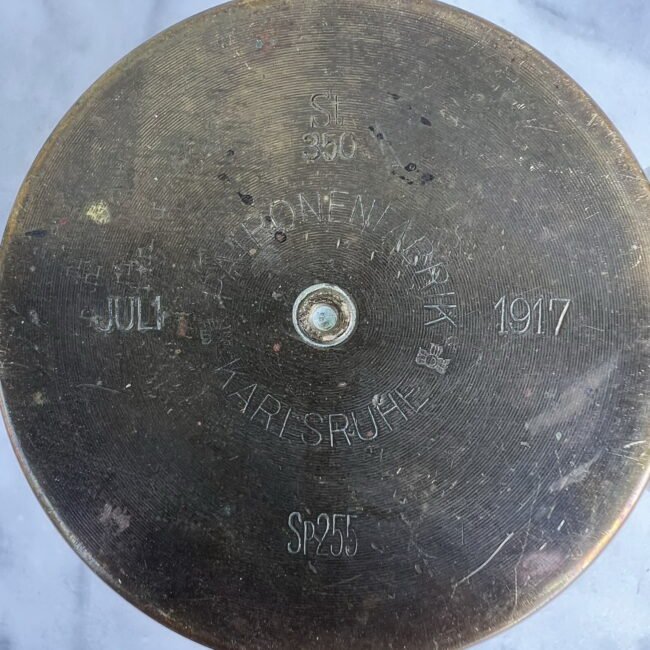 St.
350
PATRONENFABRIK
JULI
1917
KARLSRUHE
Sp255